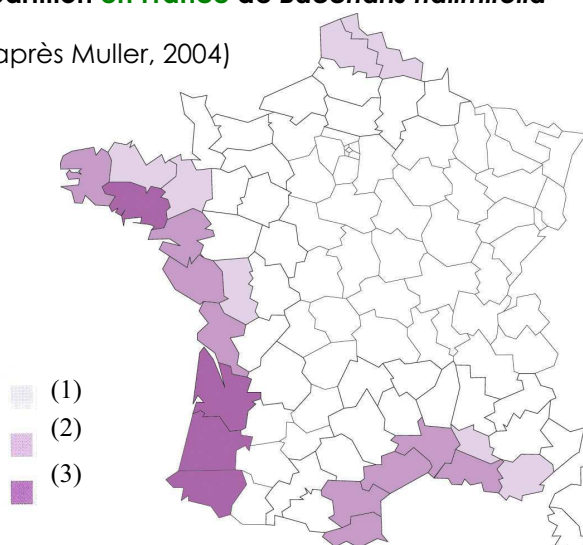 en France de Baccharis halimifolia
après Muller, 2004)
(1)
(2)
(3)